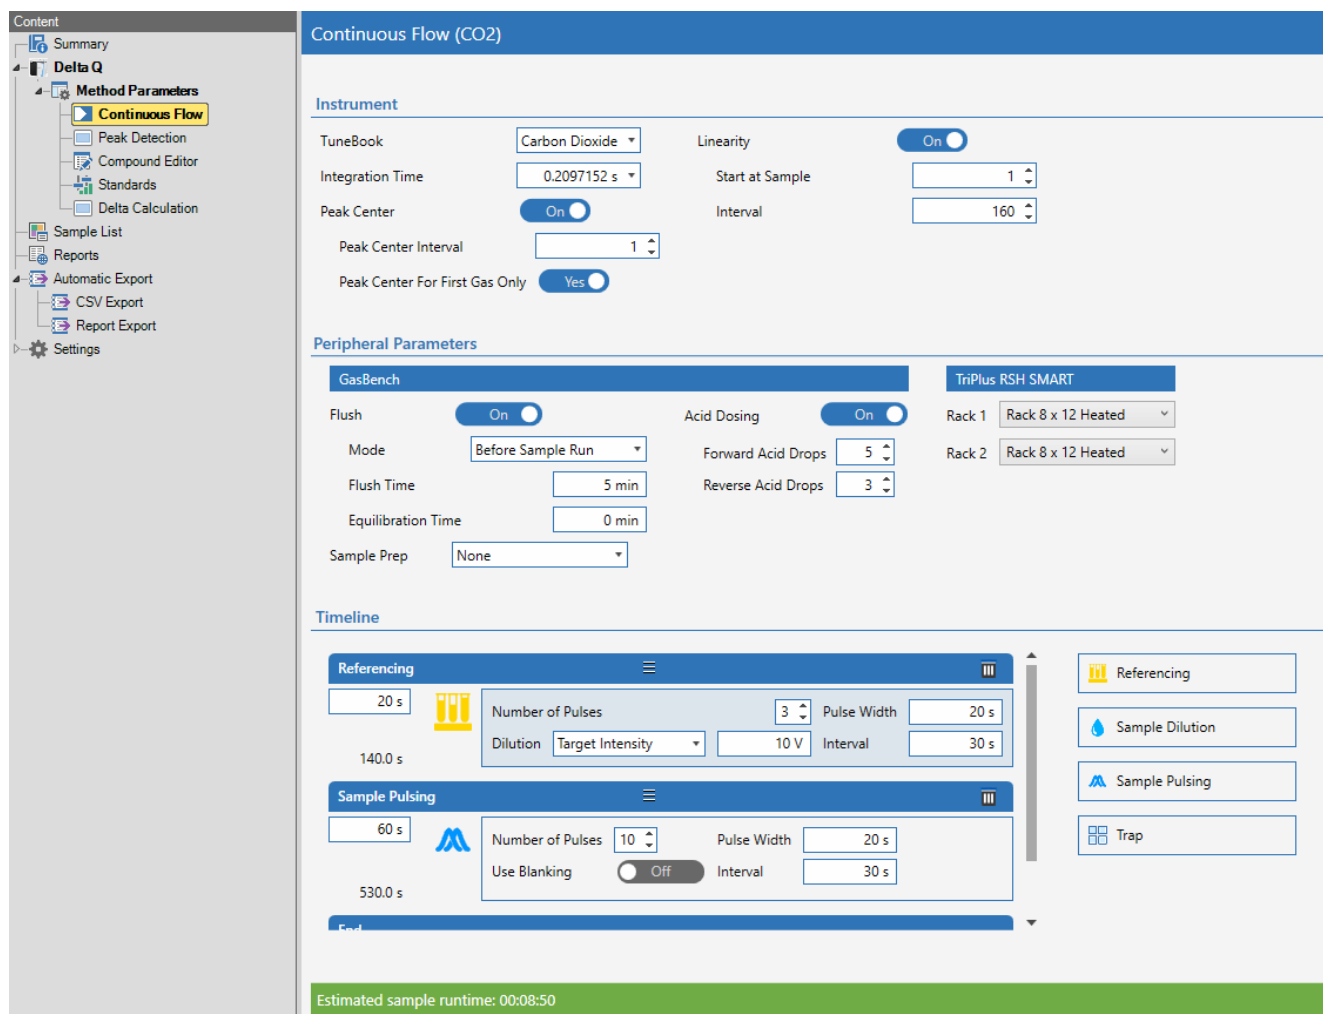 Content
Summary
Delta Q
Method Parameters
Continuous Flow
Peak Detection
Compound Editor
Standards
Delta Calculation
Sample List
Reports
Automatic Export
CSV Export
Report Export
Settings
Continuous Flow (CO2)
Instrument
TuneBook Carbon Dioxide Linearity On
Integration Time 0.2097152 s Start at Sample 1
Peak Center On Interval 160
Peak Center Interval 1
Peak Center For First Gas Only Yes
Peripheral Parameters
GasBench TriPlus RSH SMART
Flush On Acid Dosing On Rack 1 Rack 8 x 12 Heated
Mode Before Sample Run Forward Acid Drops 5 Rack 2 Rack 8 x 12 Heated
Flush Time 5 min Reverse Acid Drops 3
Equilibration Time 0 min
Sample Prep None
Timeline
Referencing
20 s
Number of Pulses 3 Pulse Width 20 s
Dilution Target Intensity 10 V Interval 30 s
140.0 s
Sample Pulsing
60 s
Number of Pulses 10 Pulse Width 20 s
Use Blanking Off Interval 30 s
530.0 s
End
Referencing
Sample Dilution
Sample Pulsing
Trap
Estimated sample runtime: 00:08:50